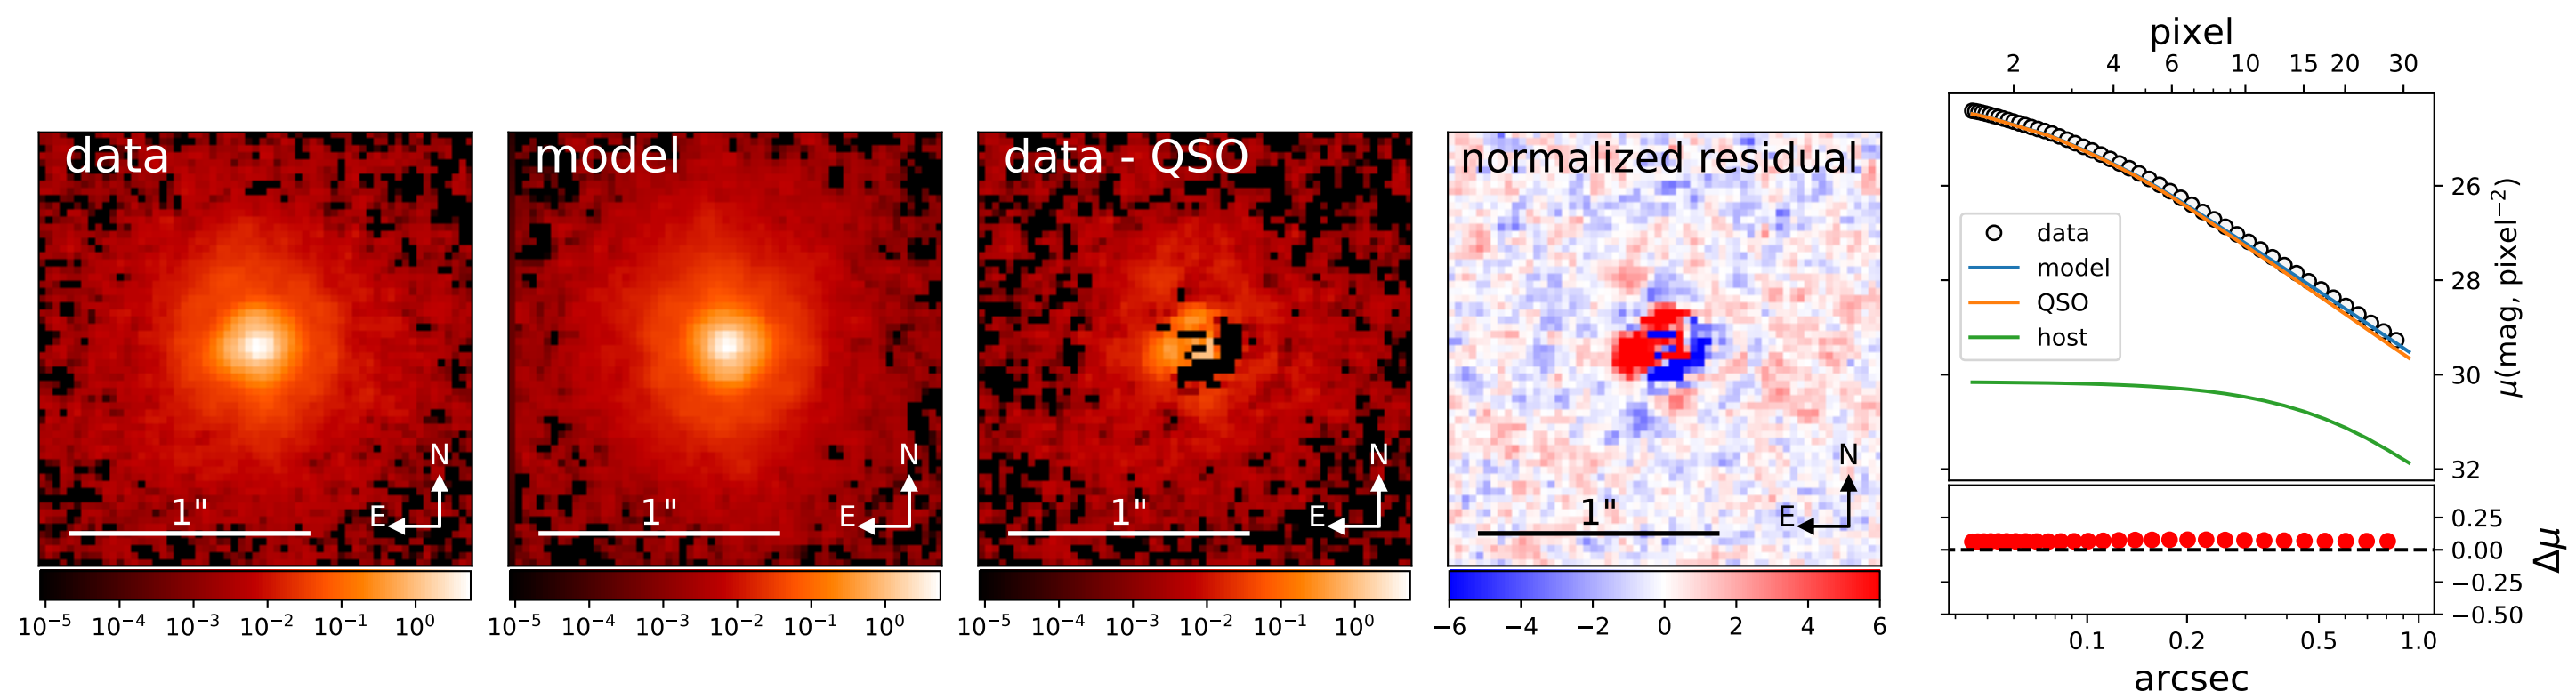 data
N
E
1"
10⁻⁵ 10⁻⁴ 10⁻³ 10⁻² 10⁻¹ 10⁰
model
N
E
1"
10⁻⁵ 10⁻⁴ 10⁻³ 10⁻² 10⁻¹ 10⁰
data - QSO
N
E
1"
10⁻⁵ 10⁻⁴ 10⁻³ 10⁻² 10⁻¹ 10⁰
normalized residual
N
E
1"
−6 −4 −2 0 2 4 6
pixel
2 4 6 10 15 20 30
data
model
QSO
host
26
28
30
32
μ(mag, pixel⁻²)
0.25
0.00
−0.25
−0.50
Δμ
0.1 0.2 0.5 1.0
arcsec